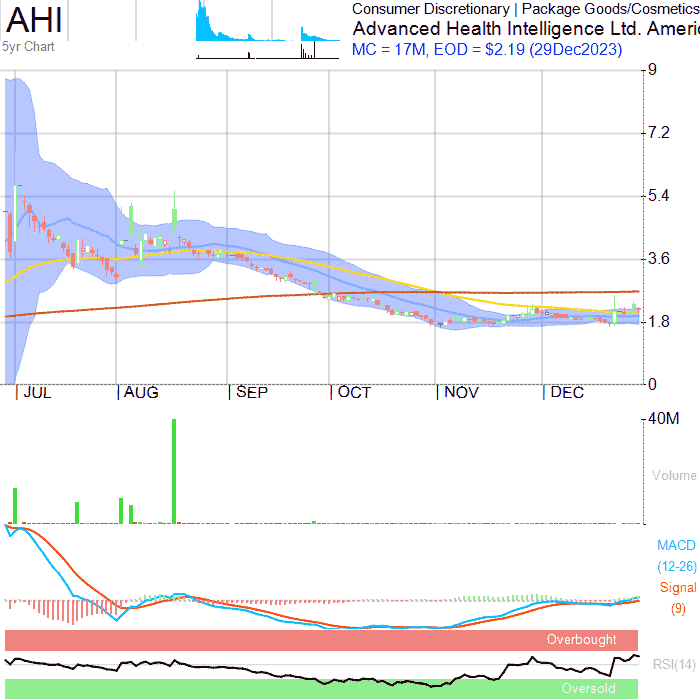 AHI
5yr Chart
Consumer Discretionary | Package Goods/Cosmetics
Advanced Health Intelligence Ltd.
MC = 17M, EOD = $2.19 (29Dec2023)
9
7.2
5.4
3.6
1.8
0
JUL AUG SEP OCT NOV DEC
40M
Volume
MACD
(12-26)
Signal
(9)
Overbought
RSI(14)
Oversold